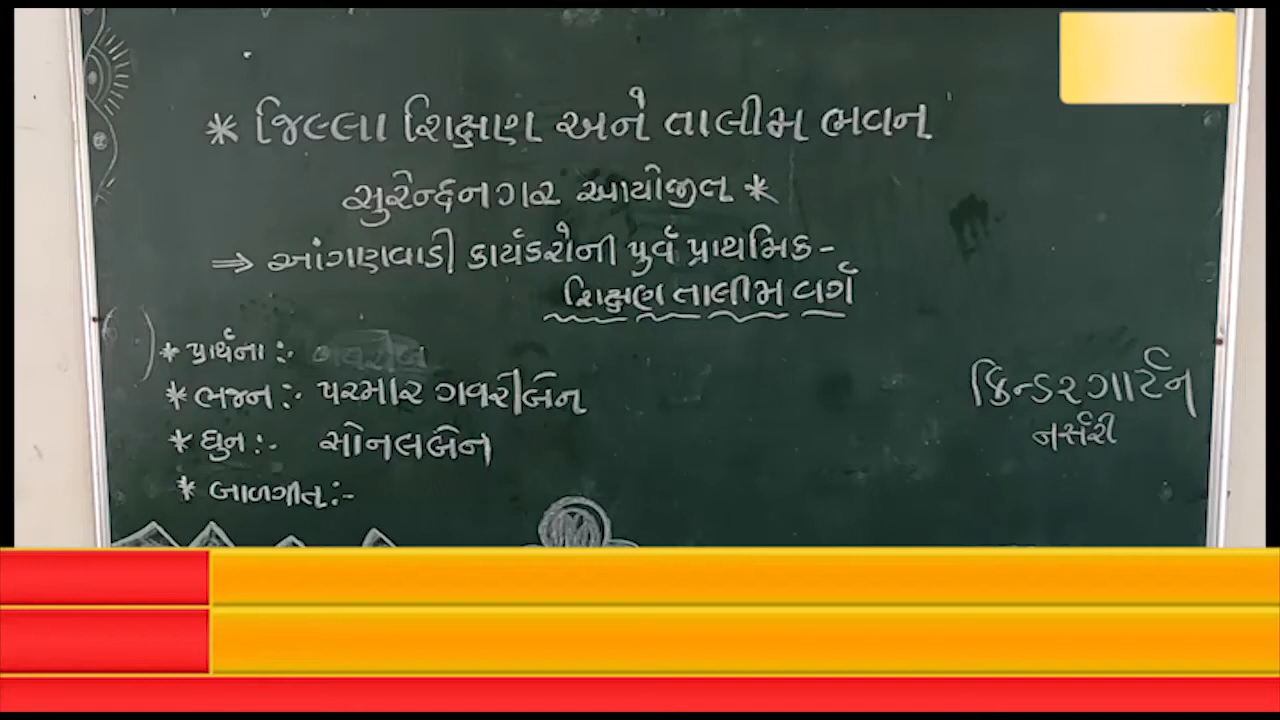 * જિલ્લા શિક્ષણ અને તાલીમ ભવન
સુરેન્દ્રનગર આયોજીત *
⇒ આંગણવાડી કાર્યકરોની પુર્વ પ્રાથમિક -
શિક્ષણ તાલીમ વર્ગ
* પ્રાર્થના :-
* ભજન :- પરમાર ગવરીબેન
* ધુન :- સોનલબેન
* બાળગીત :-
કિન્ડરગાર્ટન
નર્સરી